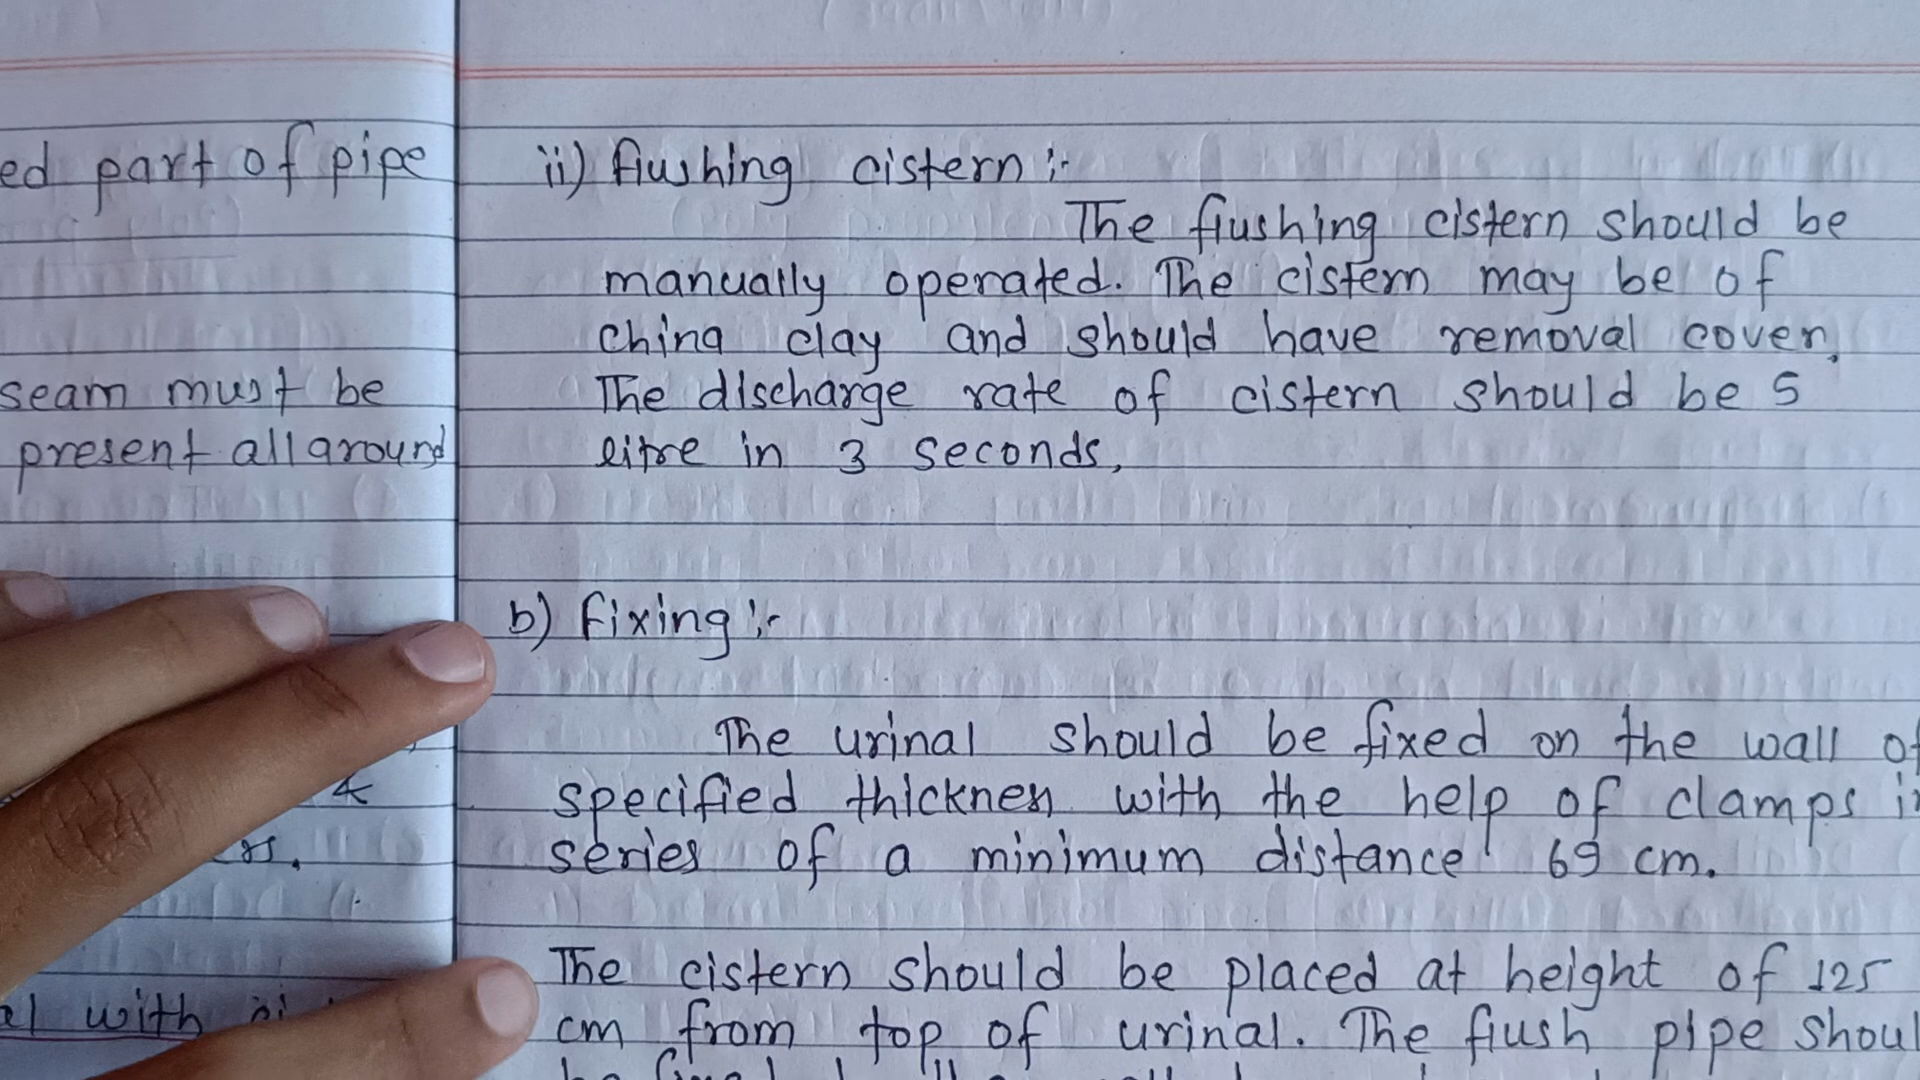 ed part of pipe
seam must be
present all around
&
rs.
al with
ii) flushing cistern :-
The flushing cistern should be
manually operated. The cistern may be of
china clay and should have removal cover.
The discharge rate of cistern should be 5
litre in 3 seconds,
b) fixing :-
The urinal should be fixed on the wall of
specified thickness with the help of clamps in
series of a minimum distance 69 cm.
The cistern should be placed at height of 125
cm from top of urinal. The flush pipe shoul